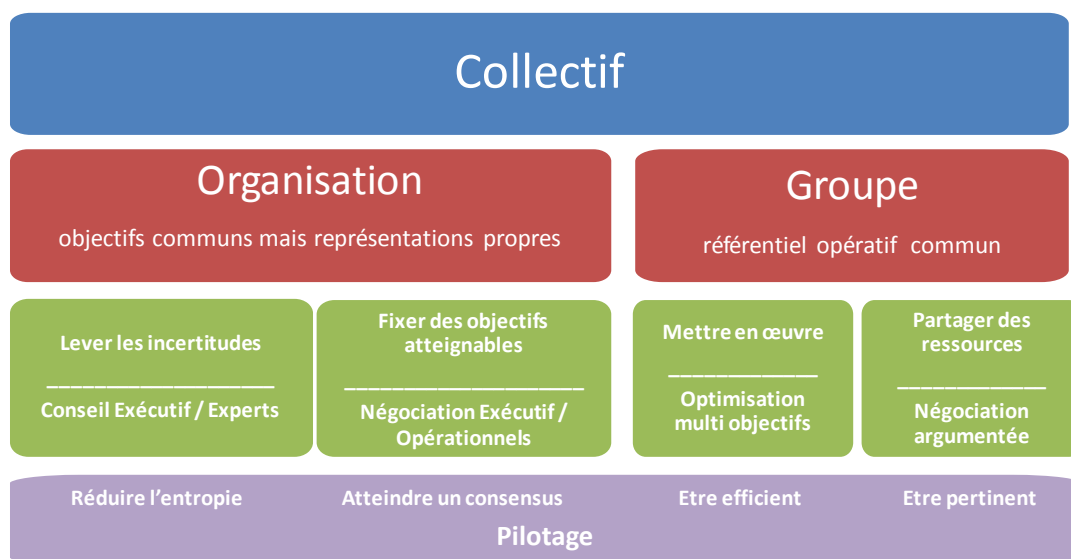 Collectif
Organisation
objectifs communs mais représentations propres
Groupe
référentiel opératif commun
Lever les incertitudes
Conseil Exécutif / Experts
Fixer des objectifs
atteignables
Négociation Exécutif /
Opérationnels
Mettre en œuvre
Optimisation
multi objectifs
Partager des
ressources
Négociation
argumentée
Réduire l'entropie
Atteindre un consensus
Etre efficient
Etre pertinent
Pilotage